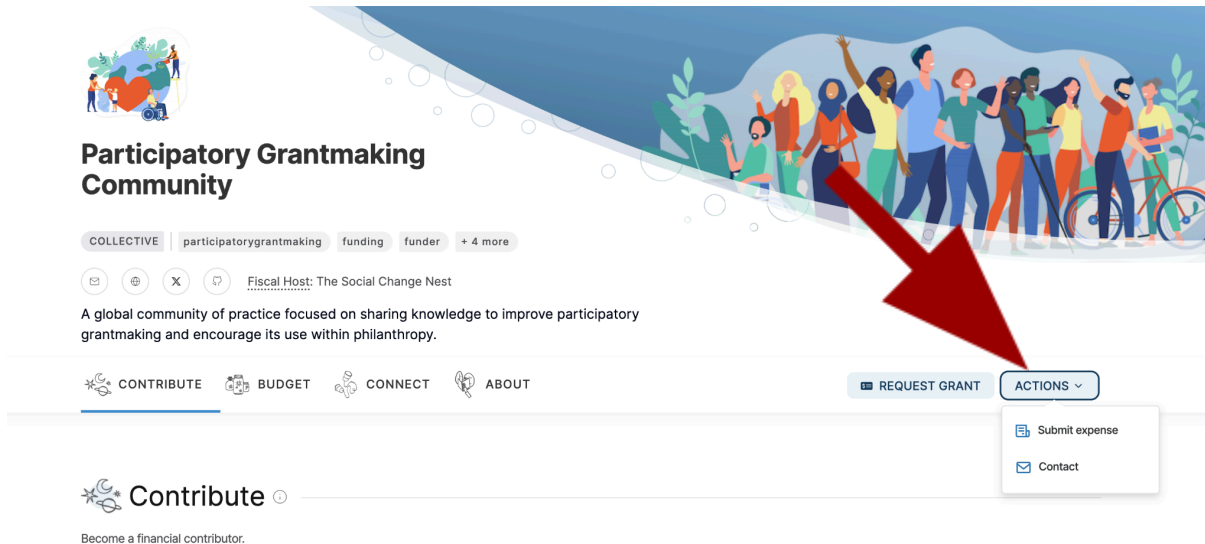 Participatory Grantmaking
Community
COLLECTIVE participatorygrantmaking funding funder + 4 more
Fiscal Host: The Social Change Nest
A global community of practice focused on sharing knowledge to improve participatory
grantmaking and encourage its use within philanthropy.
CONTRIBUTE BUDGET CONNECT ABOUT REQUEST GRANT ACTIONS
Submit expense
Contact
Contribute
Become a financial contributor.